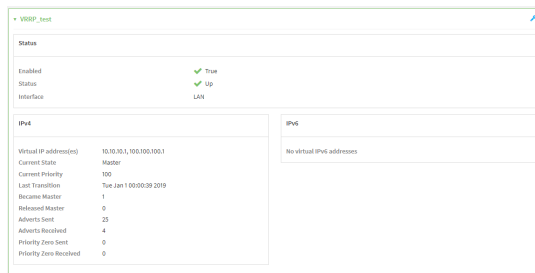 VRRP_test
Status
Enabled True
Status Up
Interface LAN
IPv4
Virtual IP address(es) 10.10.10.1, 100.100.100.1
Current State Master
Current Priority 100
Last Transition Tue Jan 1 00:00:39 2019
Became Master 1
Released Master 0
Adverts Sent 25
Adverts Received 4
Priority Zero Sent 0
Priority Zero Received 0
IPv6
No virtual IPv6 addresses